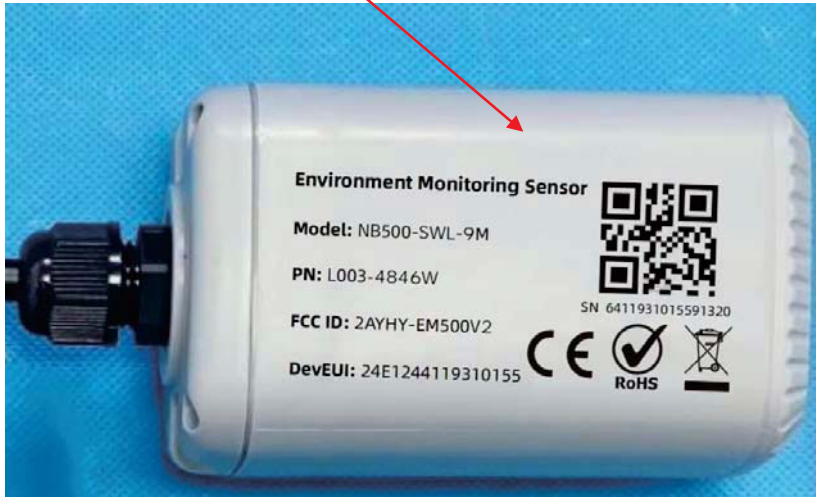 Environment Monitoring Sensor
Model: NB500-SWL-9M
PN: L003-4846W
SN 6411931015591320
FCC ID: 2AYHY-EM500V2
CE
RoHS
DevEUI: 24E1244119310155